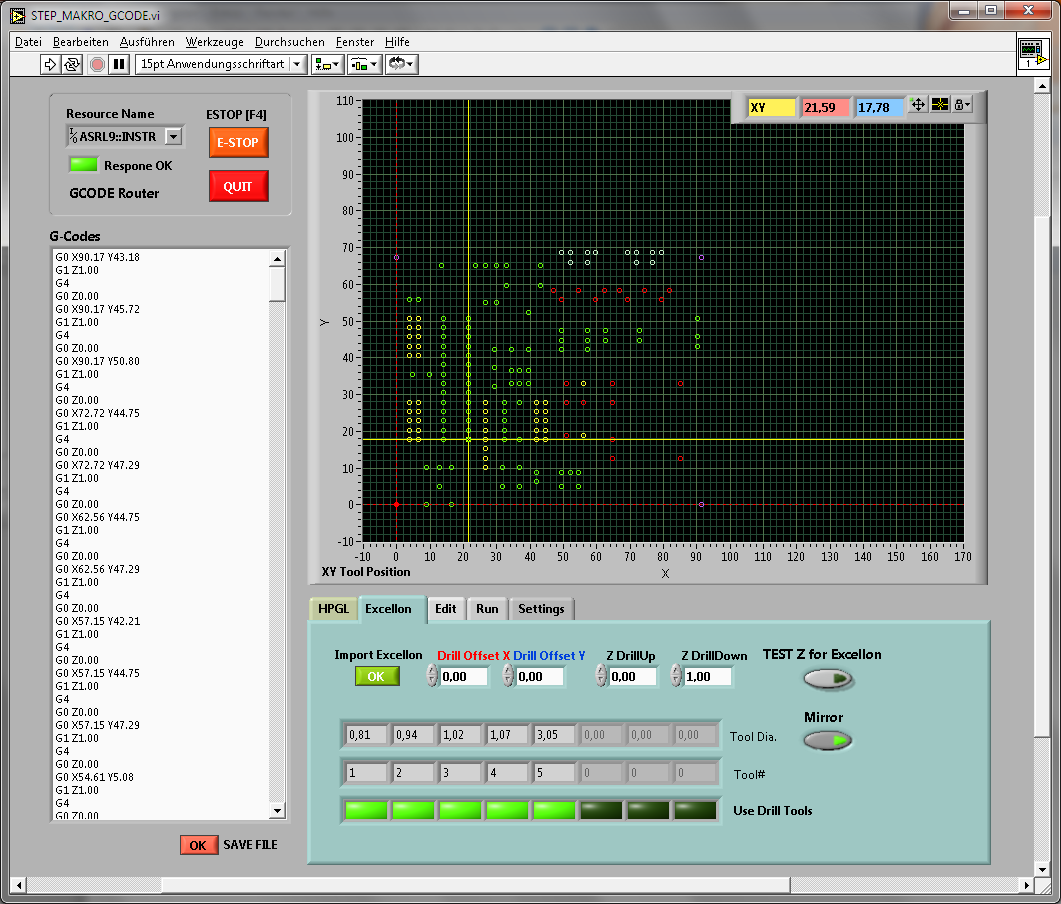 STEP_MAKRO_GCODE.vi
Datei Bearbeiten Ausführen Werkzeuge Durchsuchen Fenster Hilfe
15pt Anwendungsschriftart
1
Resource Name
ASRL9::INSTR
Respone OK
GCODE Router
ESTOP [F4]
E-STOP
QUIT
G-Codes
G0 X90.17 Y43.18
G1 Z1.00
G4
G0 Z0.00
G0 X90.17 Y45.72
G1 Z1.00
G4
G0 Z0.00
G0 X90.17 Y50.80
G1 Z1.00
G4
G0 Z0.00
G0 X72.72 Y44.75
G1 Z1.00
G4
G0 Z0.00
G0 X72.72 Y47.29
G1 Z1.00
G4
G0 Z0.00
G0 X62.56 Y44.75
G1 Z1.00
G4
G0 Z0.00
G0 X62.56 Y47.29
G1 Z1.00
G4
G0 Z0.00
G0 X57.15 Y42.21
G1 Z1.00
G4
G0 Z0.00
G0 X57.15 Y44.75
G1 Z1.00
G4
G0 Z0.00
G0 X57.15 Y47.29
G1 Z1.00
G4
G0 Z0.00
G0 X54.61 Y5.08
G1 Z1.00
G4
G0 Z0.00
OK SAVE FILE
XY 21,59 17,78
110
100
90
80
70
60
50
40
30
20
10
0
-10
Y
-10 0 10 20 30 40 50 60 70 80 90 100 110 120 130 140 150 160 170
XY Tool Position
X
HPGL Excellon Edit Run Settings
Import Excellon Drill Offset X Drill Offset Y Z DrillUp Z DrillDown TEST Z for Excellon
OK 0,00 0,00 0,00 1,00
Mirror
0,81 0,94 1,02 1,07 3,05 0,00 0,00 0,00 Tool Dia.
1 2 3 4 5 0 0 0 Tool#
Use Drill Tools